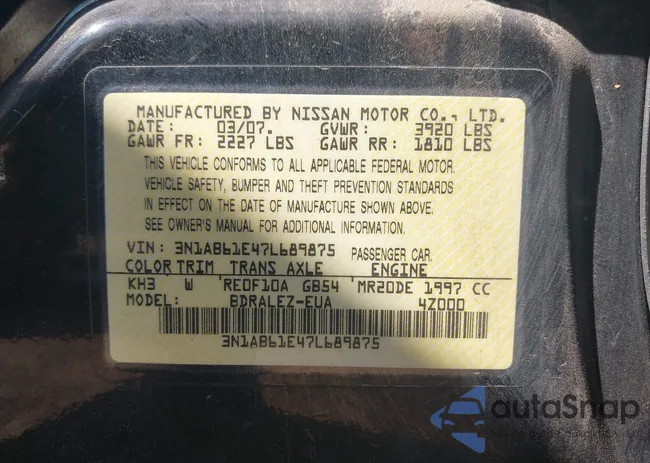 MANUFACTURED BY NISSAN MOTOR CO., LTD.
DATE: 03/07. GVWR: 3920 LBS
GAWR FR: 2227 LBS GAWR RR: 1810 LBS
THIS VEHICLE CONFORMS TO ALL APPLICABLE FEDERAL MOTOR
VEHICLE SAFETY, BUMPER AND THEFT PREVENTION STANDARDS
IN EFFECT ON THE DATE OF MANUFACTURE SHOWN ABOVE.
SEE OWNER'S MANUAL FOR ADDITIONAL INFORMATION.
VIN: 3N1AB61E47L689875 PASSENGER CAR.
COLOR TRIM TRANS AXLE ENGINE
KH3 W RE0F10A GB54 MR20DE 1997 CC
MODEL: BDRALEZ-EUA 4Z000
3N1AB61E47L689875
autoSnap